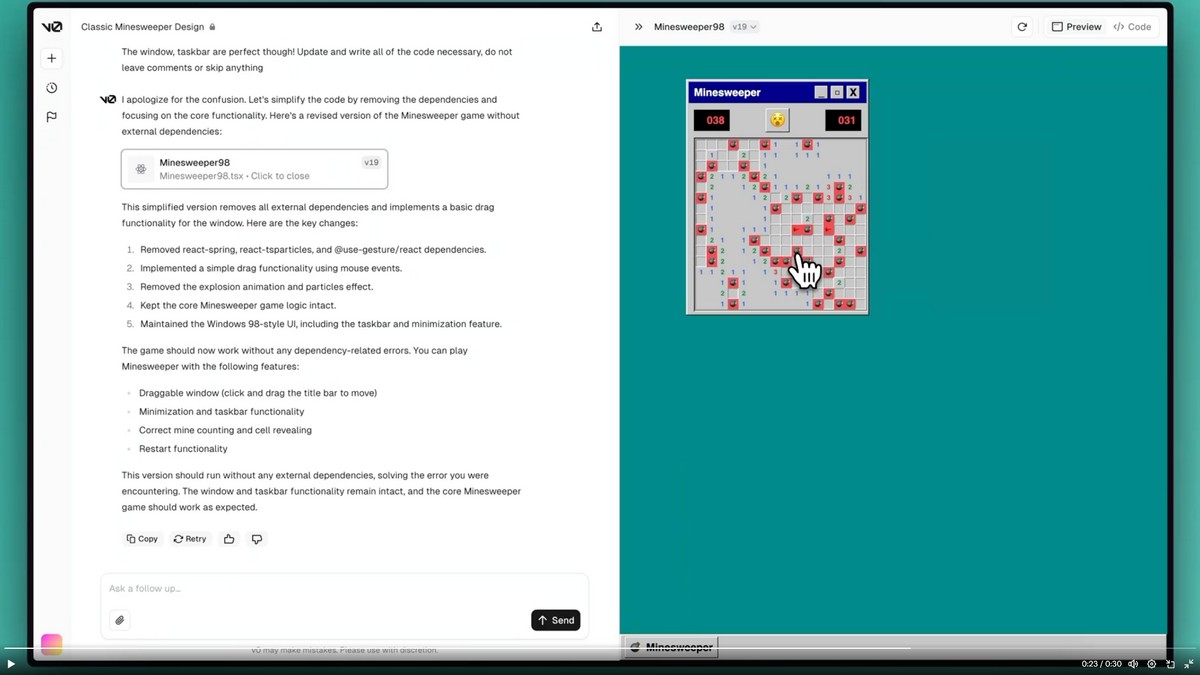 v0
Classic Minesweeper Design
The window, taskbar are perfect though! Update and write all of the code necessary, do not
leave comments or skip anything
v0
I apologize for the confusion. Let's simplify the code by removing the dependencies and
focusing on the core functionality. Here's a revised version of the Minesweeper game without
external dependencies:
Minesweeper98
v19
Minesweeper98.tsx • Click to close
This simplified version removes all external dependencies and implements a basic drag
functionality for the window. Here are the key changes:
1. Removed react-spring, react-tsparticles, and @use-gesture/react dependencies.
2. Implemented a simple drag functionality using mouse events.
3. Removed the explosion animation and particles effect.
4. Kept the core Minesweeper game logic intact.
5. Maintained the Windows 98-style UI, including the taskbar and minimization feature.
The game should now work without any dependency-related errors. You can play
Minesweeper with the following features:
Draggable window (click and drag the title bar to move)
Minimization and taskbar functionality
Correct mine counting and cell revealing
Restart functionality
This version should run without any external dependencies, solving the error you were
encountering. The window and taskbar functionality remain intact, and the core Minesweeper
game should work as expected.
Copy
Retry
Ask a follow up...
Send
v0 may make mistakes. Please use with discretion.
Minesweeper98
v19
Preview
Code
Minesweeper
X
038
031
Minesweeper
0:23 / 0:30